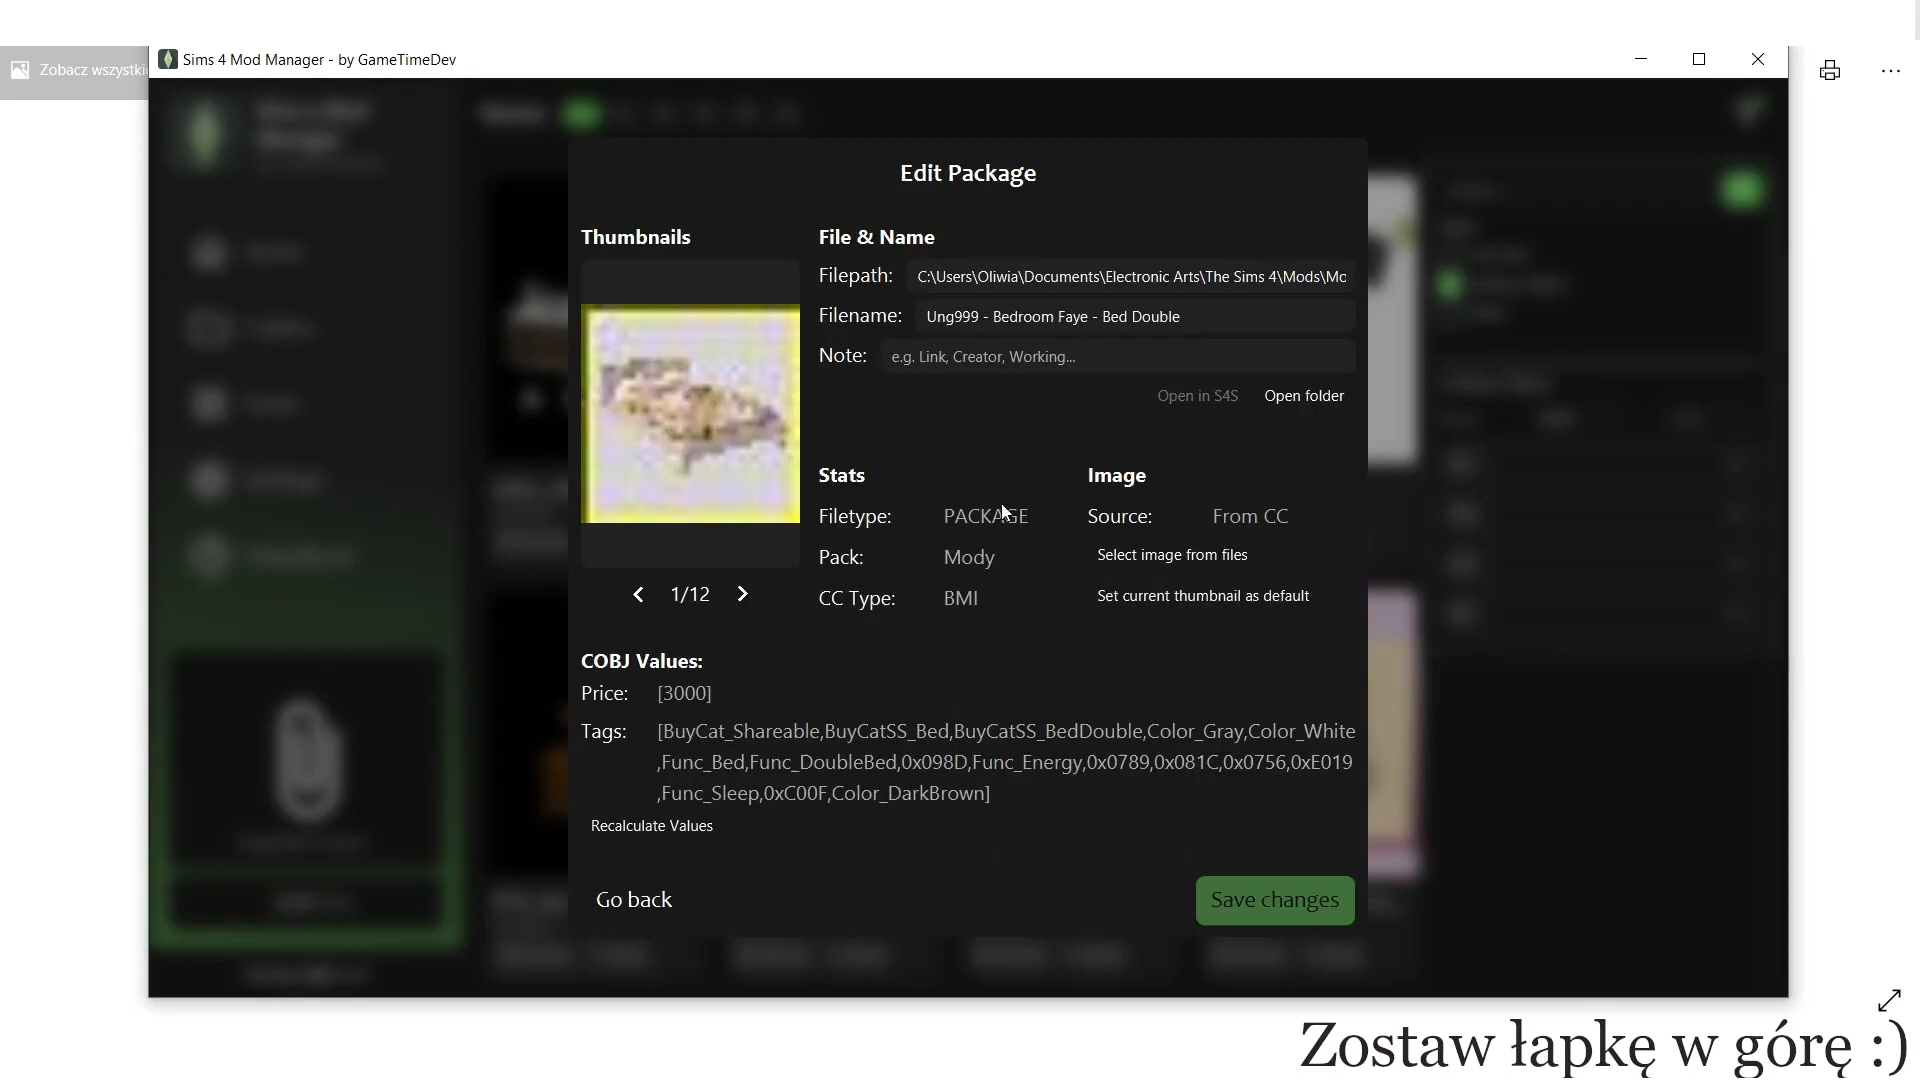 Sims 4 Mod Manager - by GameTimeDev
Zobacz wszystki
Edit Package
Thumbnails
File & Name
Filepath: C:\Users\Oliwia\Documents\Electronic Arts\The Sims 4\Mods\Mo
Filename: Ung999 - Bedroom Faye - Bed Double
Note: e.g. Link, Creator, Working...
Open in S4S Open folder
Stats Image
Filetype: PACKAGE Source: From CC
Pack: Mody Select image from files
1/12
CC Type: BMI Set current thumbnail as default
COBJ Values:
Price: [3000]
Tags: [BuyCat_Shareable,BuyCatSS_Bed,BuyCatSS_BedDouble,Color_Gray,Color_White
,Func_Bed,Func_DoubleBed,0x098D,Func_Energy,0x0789,0x081C,0x0756,0xE019
,Func_Sleep,0xC00F,Color_DarkBrown]
Recalculate Values
Go back Save changes
Zostaw łapkę w górę :)